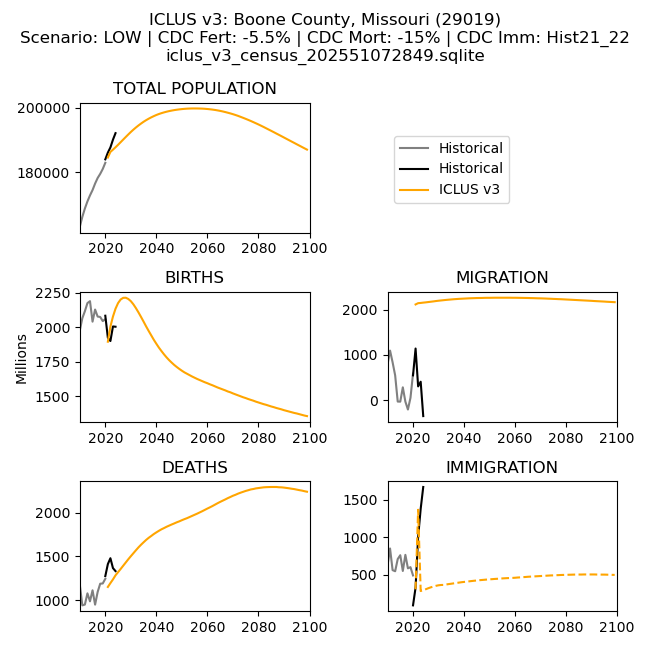 ICLUS v3: Boone County, Missouri (29019)
Scenario: LOW | CDC Fert: -5.5% | CDC Mort: -15% | CDC Imm: Hist21_22
iclus_v3_census_202551072849.sqlite
TOTAL POPULATION
200000
180000
2020 2040 2060 2080 2100
Historical
Historical
ICLUS v3
BIRTHS
Millions
2250
2000
1750
1500
2020 2040 2060 2080 2100
MIGRATION
2000
1000
0
2020 2040 2060 2080 2100
DEATHS
2000
1500
1000
2020 2040 2060 2080 2100
IMMIGRATION
1500
1000
500
2020 2040 2060 2080 2100